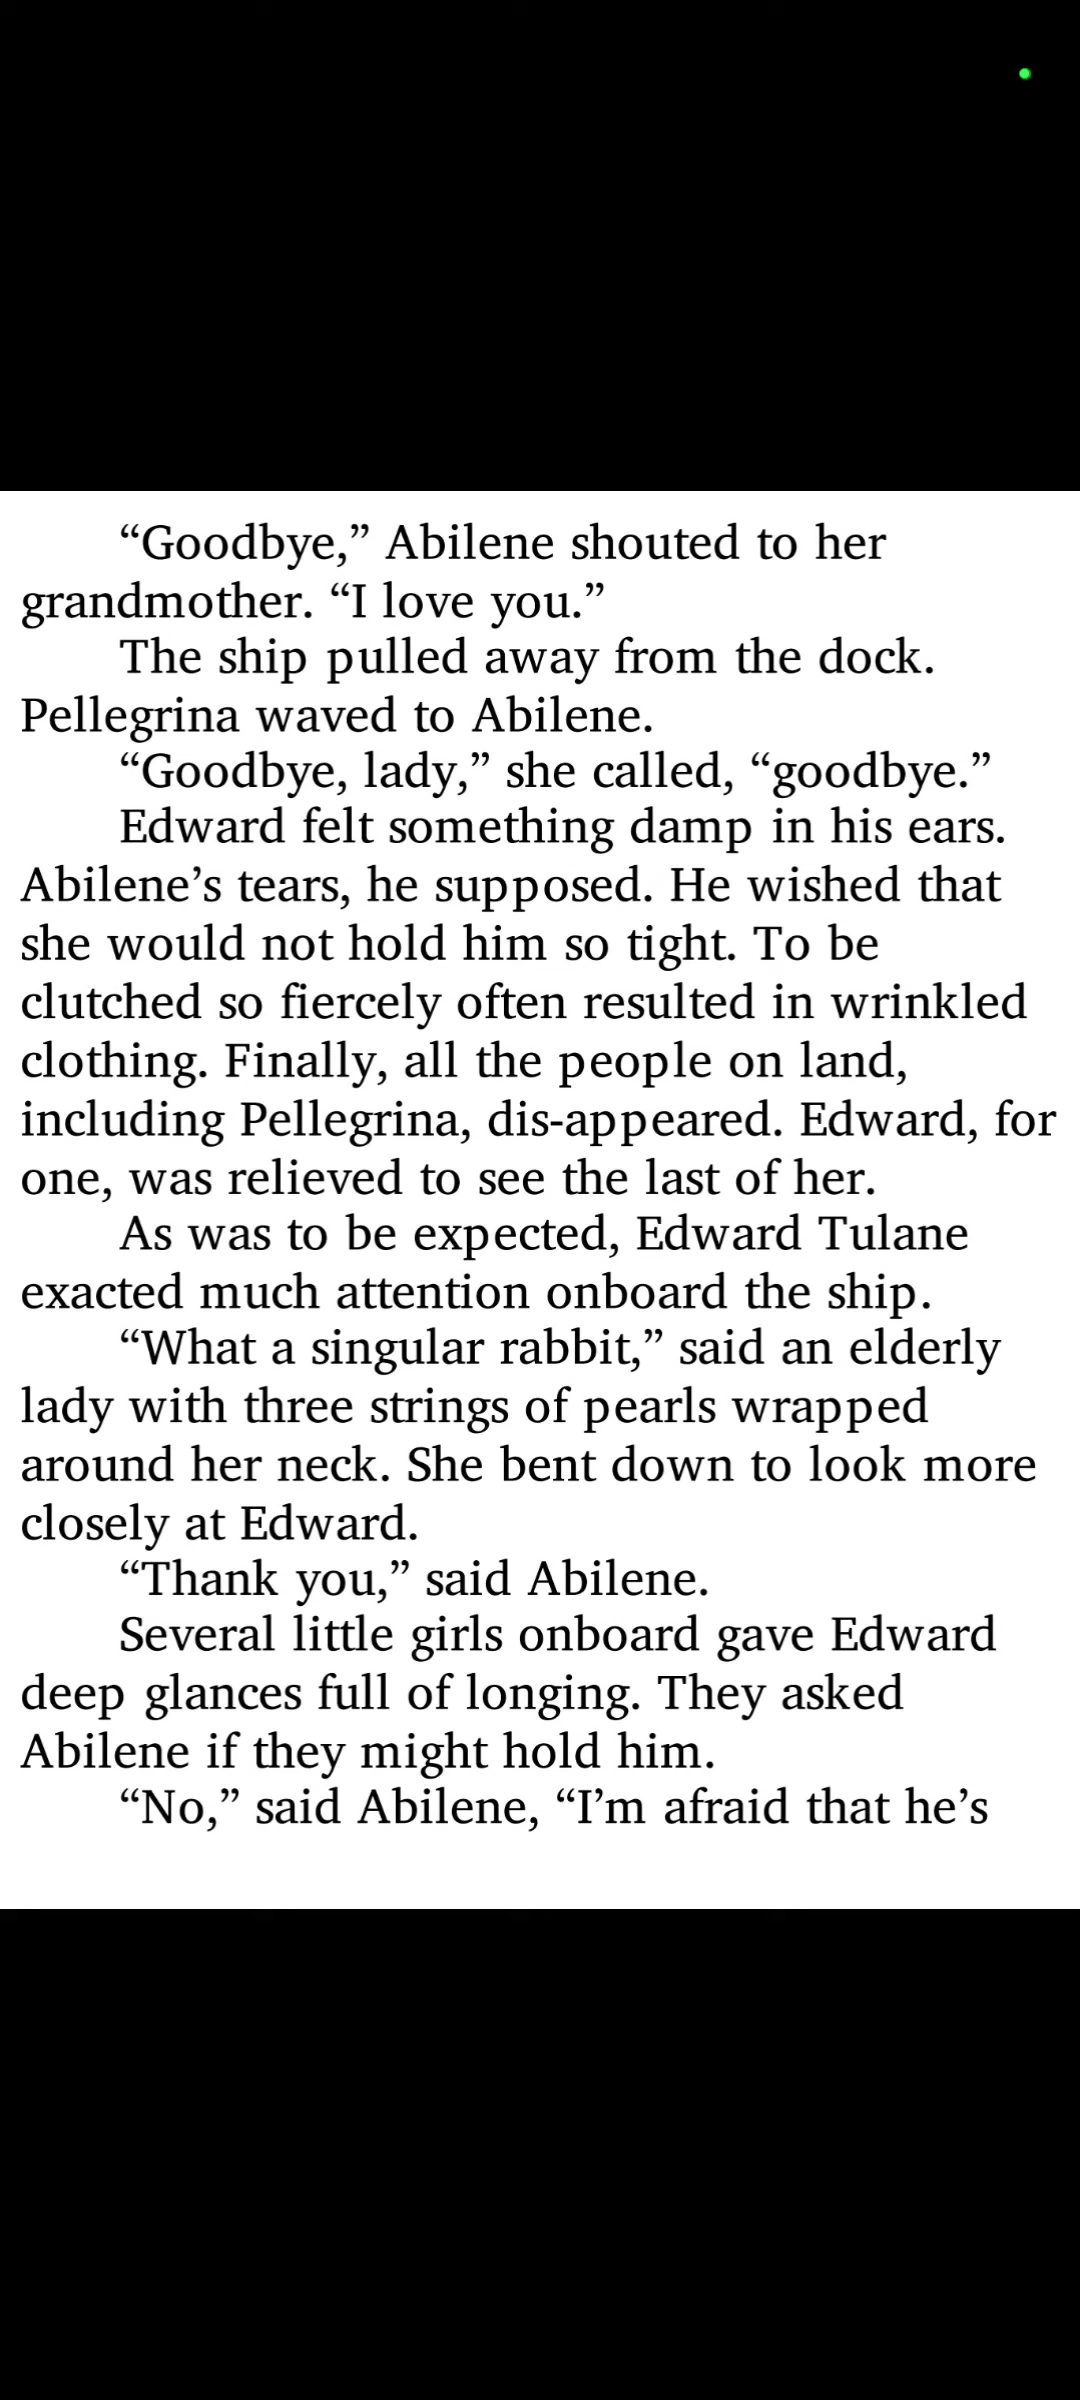 “Goodbye,” Abilene shouted to her
grandmother. “I love you.”
The ship pulled away from the dock.
Pellegrina waved to Abilene.
“Goodbye, lady,” she called, “goodbye.”
Edward felt something damp in his ears.
Abilene’s tears, he supposed. He wished that
she would not hold him so tight. To be
clutched so fiercely often resulted in wrinkled
clothing. Finally, all the people on land,
including Pellegrina, dis-appeared. Edward, for
one, was relieved to see the last of her.
As was to be expected, Edward Tulane
exacted much attention onboard the ship.
“What a singular rabbit,” said an elderly
lady with three strings of pearls wrapped
around her neck. She bent down to look more
closely at Edward.
“Thank you,” said Abilene.
Several little girls onboard gave Edward
deep glances full of longing. They asked
Abilene if they might hold him.
“No,” said Abilene, “I’m afraid that he’s